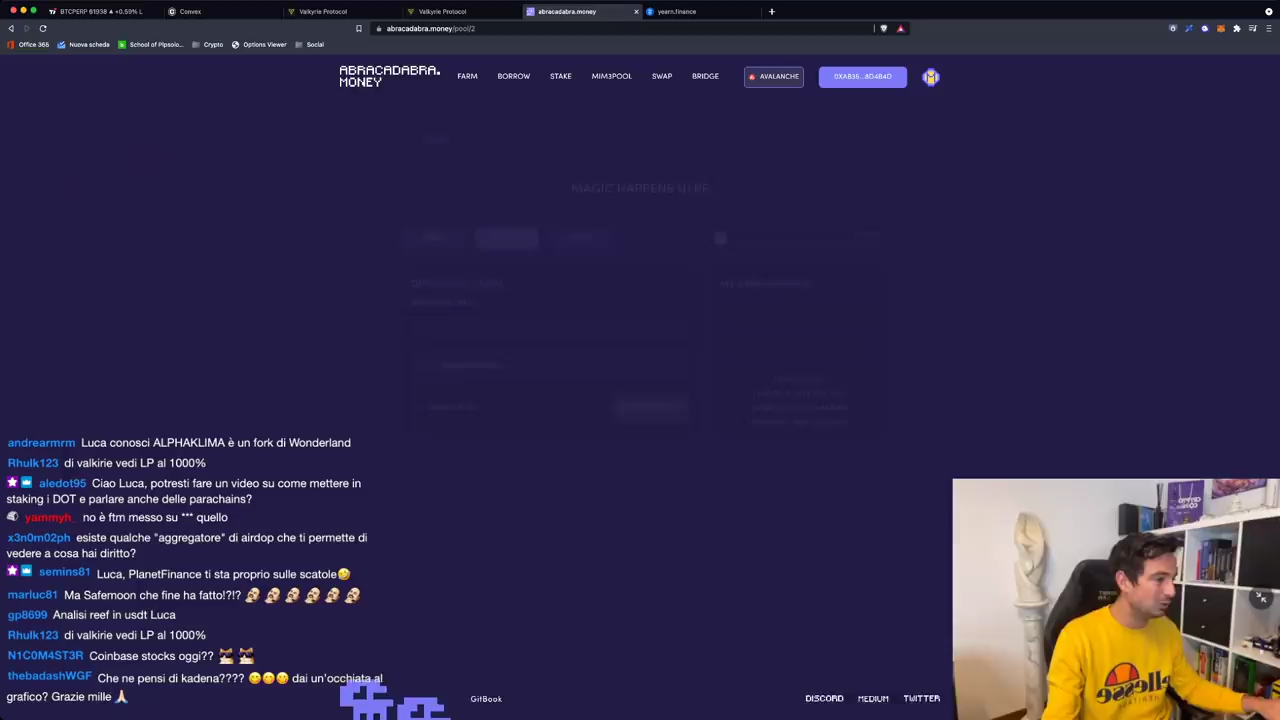 BTCPERP 61938 ▲ +0.59% L
Convex
Valkyrie Protocol
Valkyrie Protocol
abracadabra.money
yearn.finance
abracadabra.money/pool/2
Office 365
Nuova scheda
School of Plpsolo...
Crypto
Options Viewer
Social
ABRACADABRA.
MONEY
FARM
BORROW
STAKE
MIM3POOL
SWAP
BRIDGE
AVALANCHE
0XAB35...8D4B4D
MAGIC HAPPENS HERE
andrearmrm Luca conosci ALPHAKLIMA è un fork di Wonderland
Rhulk123 di valkirie vedi LP al 1000%
aledot95 Ciao Luca, potresti fare un video su come mettere in
staking i DOT e parlare anche delle parachains?
yammyh_ no è ftm messo su *** quello
x3n0m02ph esiste qualche "aggregatore" di airdop che ti permette di
vedere a cosa hai diritto?
semins81 Luca, PlanetFinance ti sta proprio sulle scatole🤣
marluc81 Ma Safemoon che fine ha fatto!?!?
gp8699 Analisi reef in usdt Luca
Rhulk123 di valkirie vedi LP al 1000%
N1C0M4ST3R Coinbase stocks oggi??
thebadashWGF Che ne pensi di kadena???? 😋😋😋 dai un'occhiata al
grafico? Grazie mille 🙏🏻
GitBook
DISCORD
MEDIUM
TWITTER
ellesse